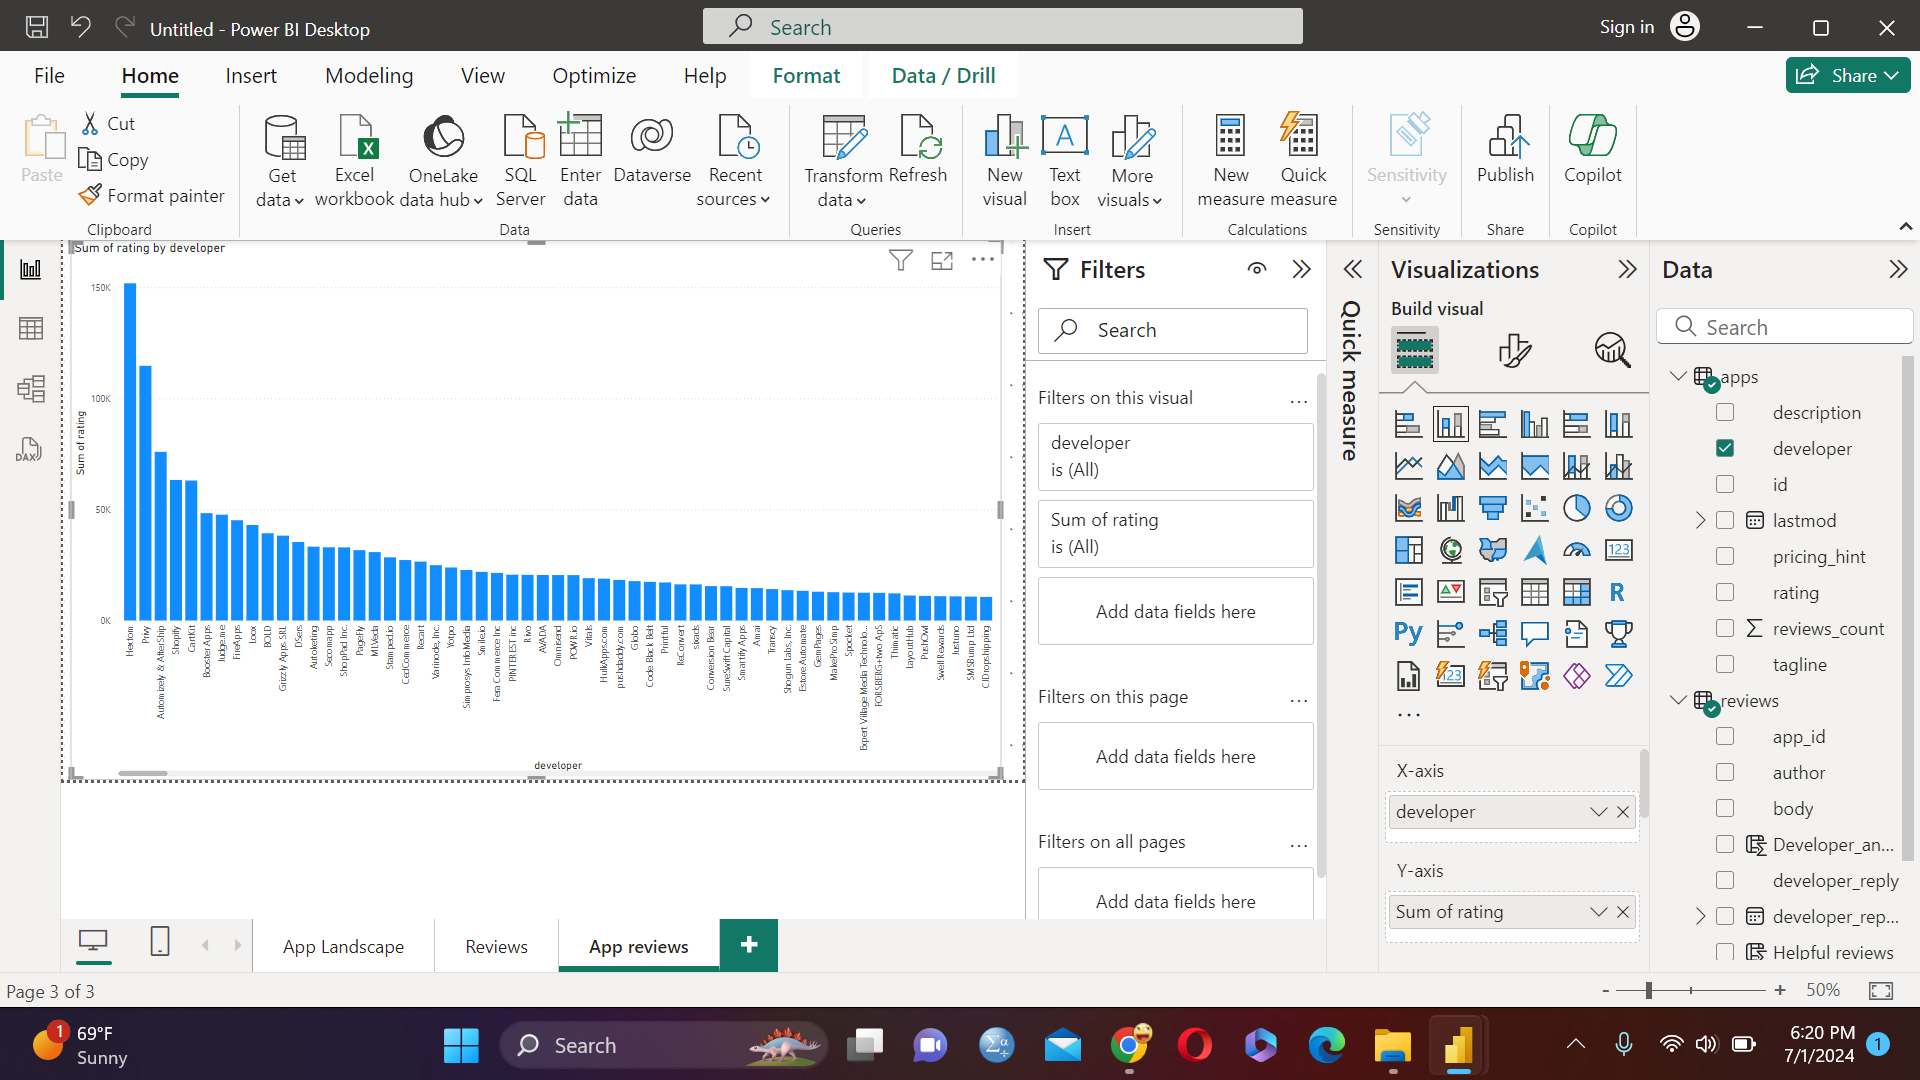 Untitled - Power BI Desktop
Search
Sign in
File
Home
Insert
Modeling
View
Optimize
Help
Format
Data / Drill
Share
Paste
Cut
Copy
Format painter
Clipboard
Get data
Excel workbook
OneLake data hub
SQL Server
Enter data
Dataverse
Recent sources
Data
Transform data
Refresh
Queries
New visual
Text box
More visuals
Insert
New measure
Quick measure
Calculations
Sensitivity
Sensitivity
Publish
Share
Copilot
Copilot
Sum of rating by developer
150K
100K
50K
0K
Sum of rating
Hextom
Privy
Automizely & AfterShip
Shopify
CartKit
Booster Apps
Judge.me
FireApps
Loox
BOLD
Grizzly Apps SRL
DSers
Autoketing
Secomapp
ShopPad Inc.
PageFly
MLVeda
Stamped.io
CedCommerce
Recart
Varinode, Inc.
Yotpo
Simprosys InfoMedia
Smile.io
Fera Commerce Inc
PINTEREST inc
Rivo
AVADA
Omnisend
POWR.io
Vitals
HulkApps.com
pushdaddy.com
Globo
Code Black Belt
Printful
ReConvert
sixads
Conversion Bear
SureSwift Capital
Smartify Apps
Amai
Transcy
Shogun Labs, Inc.
Estore Automate
GemPages
MakeProSimp
Spocket
Expert Village Media Technolo...
FORSBERG+two ApS
Thimatic
LayoutHub
PushOwl
Swell Rewards
Justuno
SMSBump Ltd
CJDropshipping
developer
Filters
Search
Filters on this visual
...
developer
is (All)
Sum of rating
is (All)
Add data fields here
Filters on this page
...
Add data fields here
Filters on all pages
...
Add data fields here
Quick measure
Visualizations
Build visual
123
R
Py
123
...
X-axis
developer
Y-axis
Sum of rating
Data
Search
apps
description
developer
id
lastmod
pricing_hint
rating
reviews_count
tagline
reviews
app_id
author
body
Developer_an...
developer_reply
developer_rep...
Helpful reviews
App Landscape
Reviews
App reviews
+
Page 3 of 3
- + 50%
1
69°F
Sunny
Search
6:20 PM
7/1/2024
1